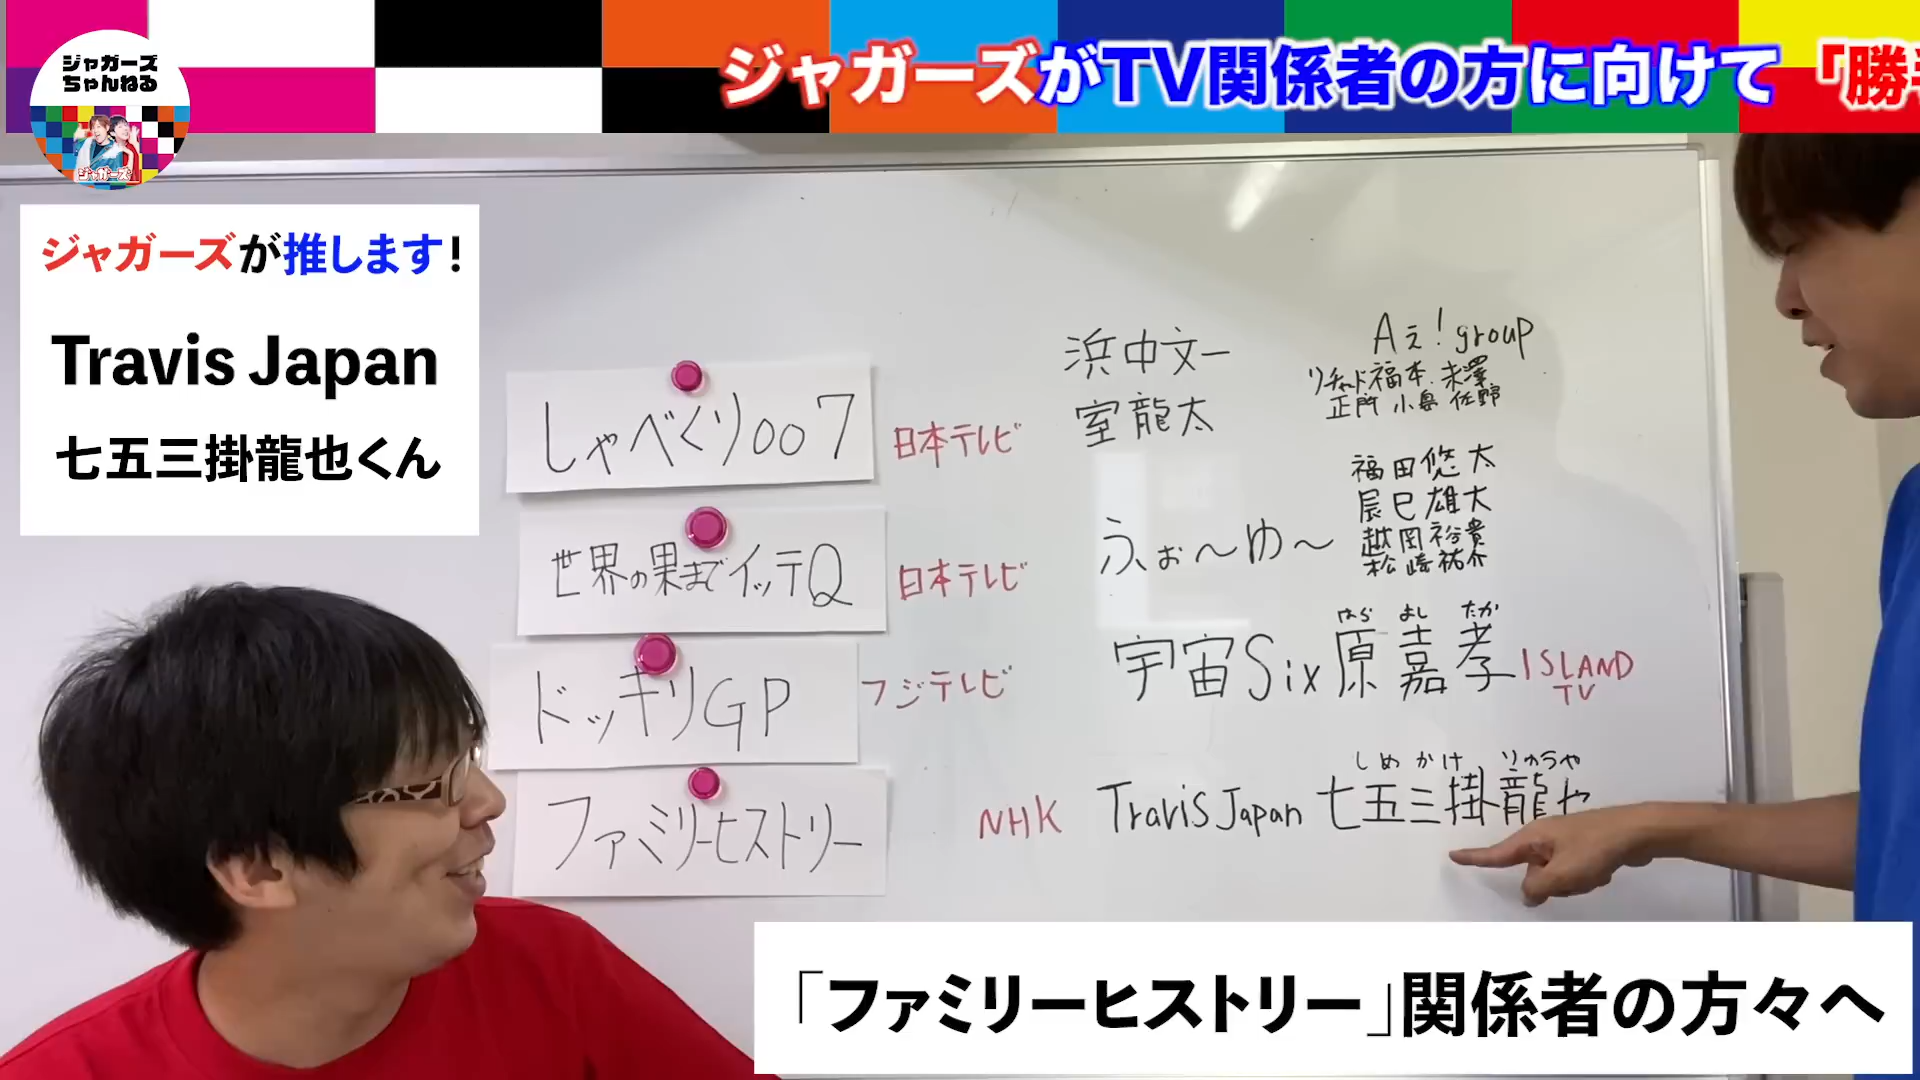 ジャガーズ
ちゃんねる
ジャガーズ
ジャガーズがTV関係者の方に向けて「勝手
ジャガーズが推します!
Travis Japan
七五三掛龍也くん
しゃべくり007
日本テレビ
世界の果までイッテQ
日本テレビ
ドッキリGP
フジテレビ
ファミリーヒストリー
NHK
浜中文一
室龍太
Aぇ!group
リチャード福本 末澤
正門 小島 佐野
ふぉ〜ゆ〜
福田悠太
辰巳雄大
越岡裕貴
松崎祐介
はら よし たか
宇宙Six原嘉孝
ISLAND
TV
しめ かけ りゅうや
Travis Japan 七五三掛龍也
「ファミリーヒストリー」関係者の方々へ